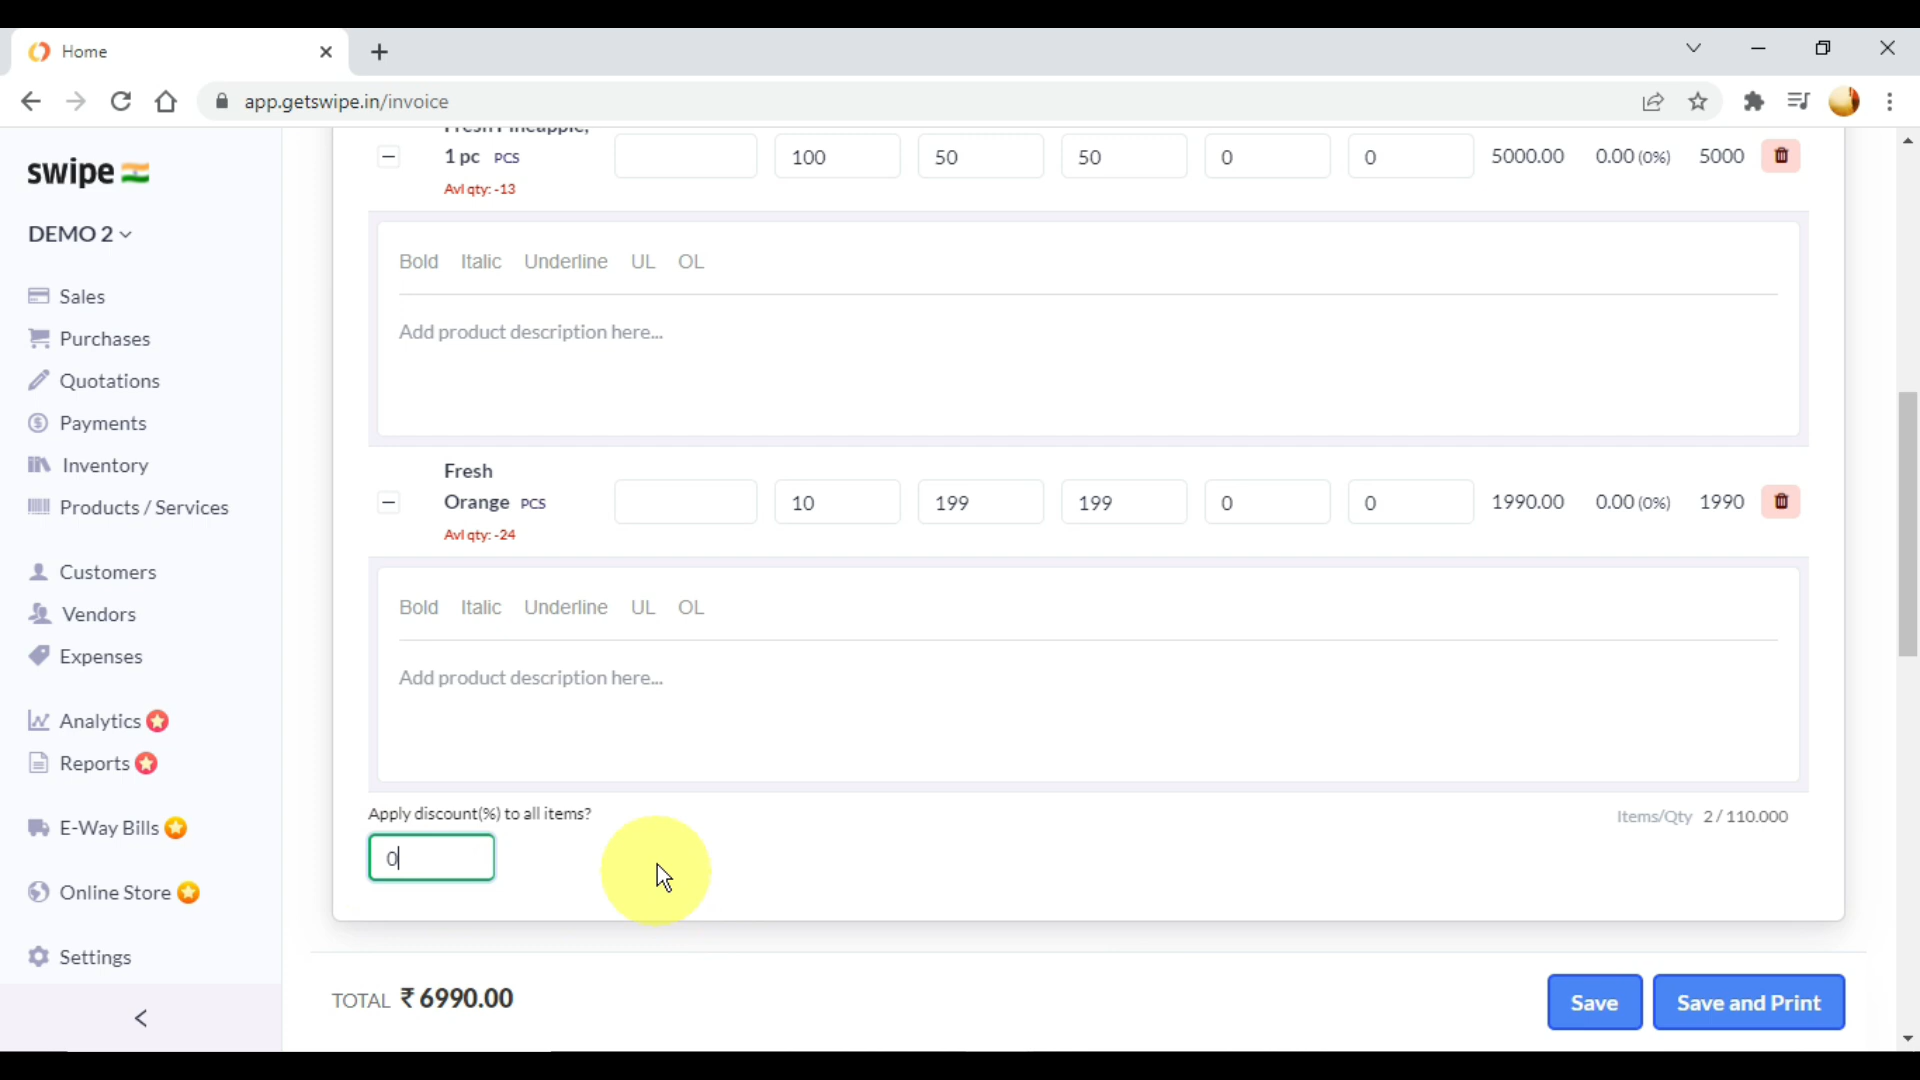 Home
app.getswipe.in/invoice
swipe
DEMO 2
Sales
Purchases
Quotations
Payments
Inventory
Products / Services
Customers
Vendors
Expenses
Analytics
Reports
E-Way Bills
Online Store
Settings
Fresh Pineapple,
1 pc PCS 100 50 50 0 0 5000.00 0.00 (0%) 5000
Avl qty: -13
Bold Italic Underline UL OL
Add product description here...
Fresh
Orange PCS 10 199 199 0 0 1990.00 0.00 (0%) 1990
Avl qty: -24
Bold Italic Underline UL OL
Add product description here...
Apply discount(%) to all items? Items/Qty 2 / 110.000
0
TOTAL ₹ 6990.00 Save Save and Print